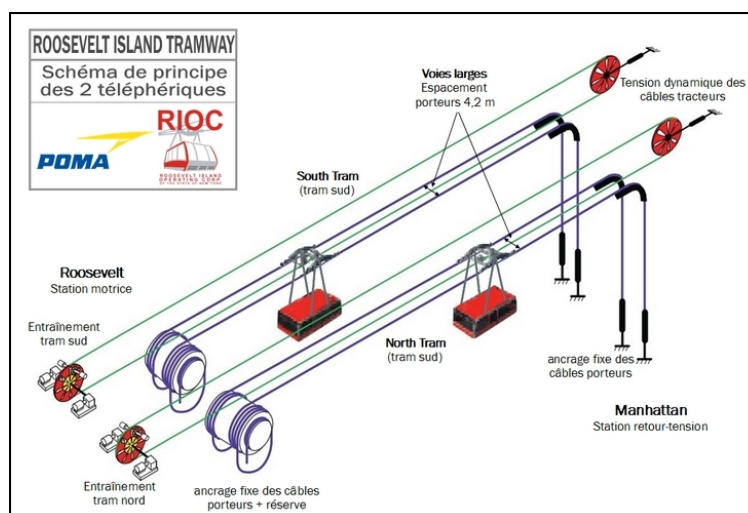 ROOSEVELT ISLAND TRAMWAY
Schéma de principe
des 2 téléphériques
POMA
RIOC
ROOSEVELT ISLAND
OPERATING CORP.
OF THE STATE OF NEW YORK
Voies larges
Espacement
porteurs 4,2 m
Tension dynamique des
câbles tracteurs
South Tram
(tram sud)
Roosevelt
Station motrice
Entraînement
tram sud
North Tram
(tram sud)
ancrage fixe des
câbles porteurs
Manhattan
Station retour-tension
Entraînement
tram nord
ancrage fixe des câbles
porteurs + réserve